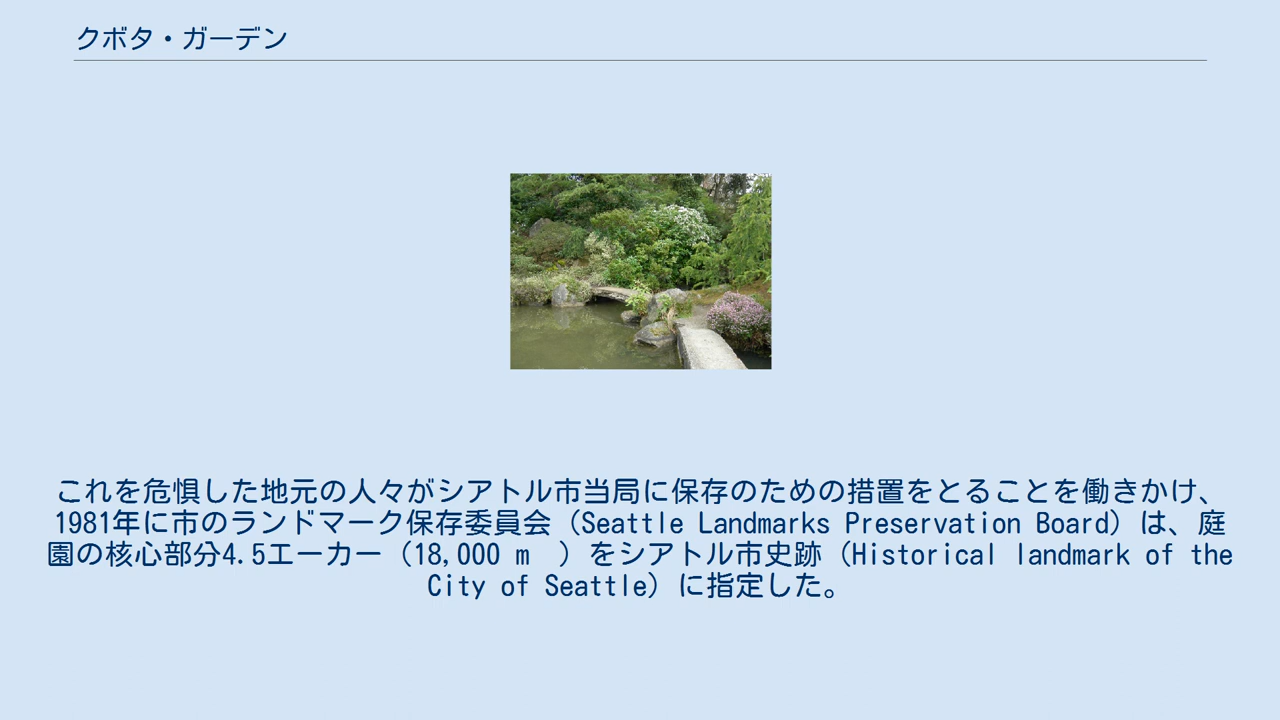 クボタ・ガーデン
これを危惧した地元の人々がシアトル市当局に保存のための措置をとることを働きかけ、
1981年に市のランドマーク保存委員会（Seattle Landmarks Preservation Board）は、庭
園の核心部分4.5エーカー（18,000 m　）をシアトル市史跡（Historical landmark of the
City of Seattle）に指定した。